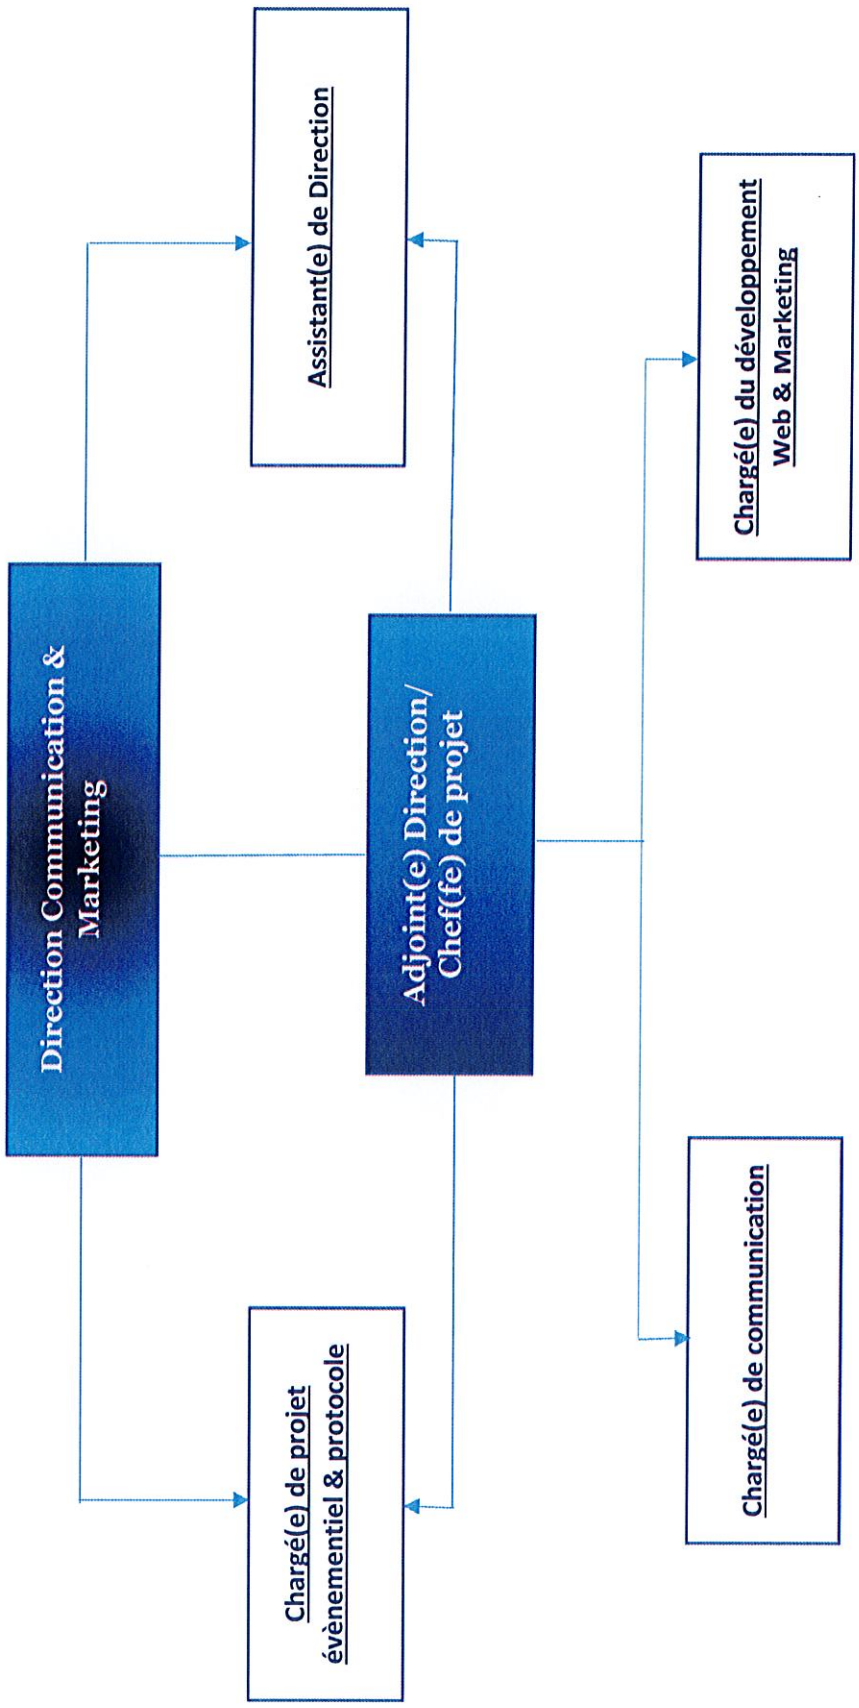 Direction Communication &
Marketing
Chargé(e) de projet
évènementiel & protocole
Assistant(e) de Direction
Adjoint(e) Direction/
Chef(fe) de projet
Chargé(e) de communication
Chargé(e) du développement
Web & Marketing